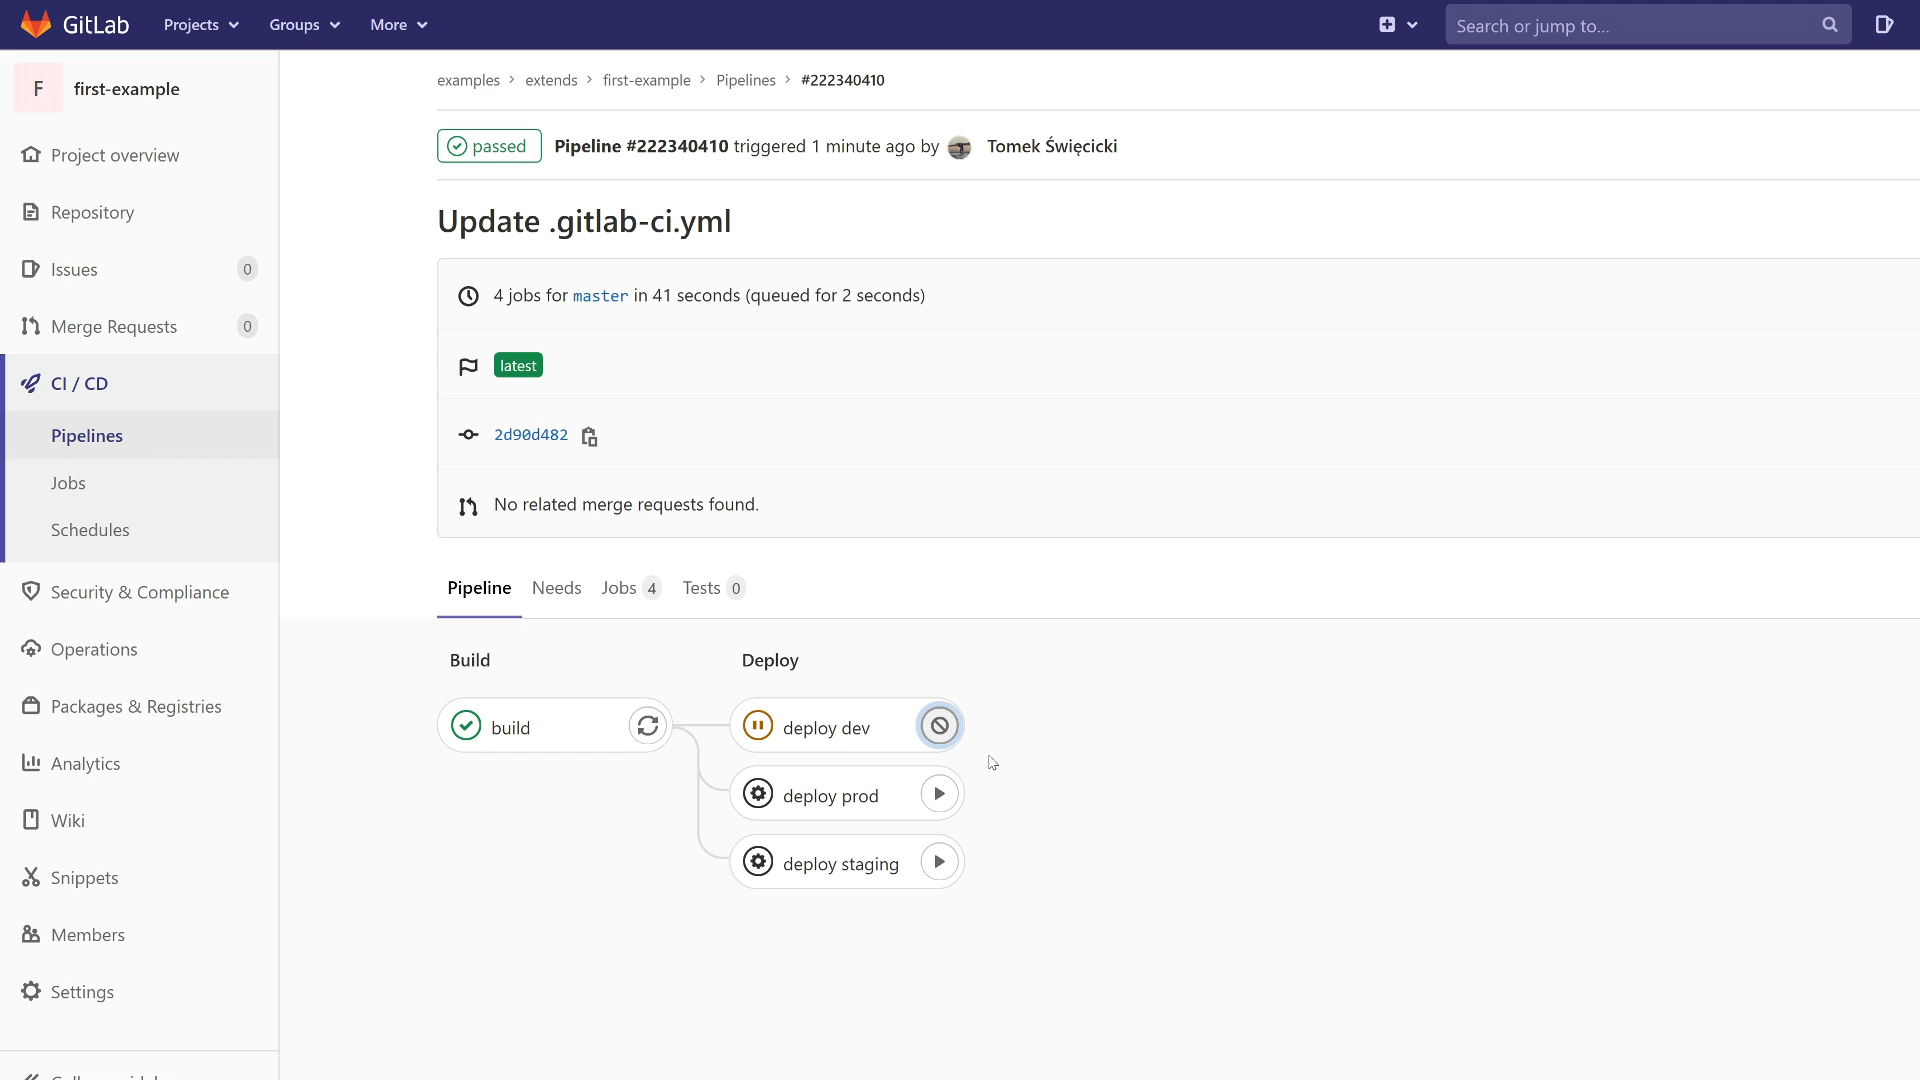 GitLab Projects Groups More Search or jump to...
F first-example
Project overview
Repository
Issues 0
Merge Requests 0
CI / CD
Pipelines
Jobs
Schedules
Security & Compliance
Operations
Packages & Registries
Analytics
Wiki
Snippets
Members
Settings
examples > extends > first-example > Pipelines > #222340410
passed Pipeline #222340410 triggered 1 minute ago by Tomek Święcicki
Update .gitlab-ci.yml
4 jobs for master in 41 seconds (queued for 2 seconds)
latest
2d90d482
No related merge requests found.
Pipeline Needs Jobs 4 Tests 0
Build Deploy
build deploy dev
deploy prod
deploy staging